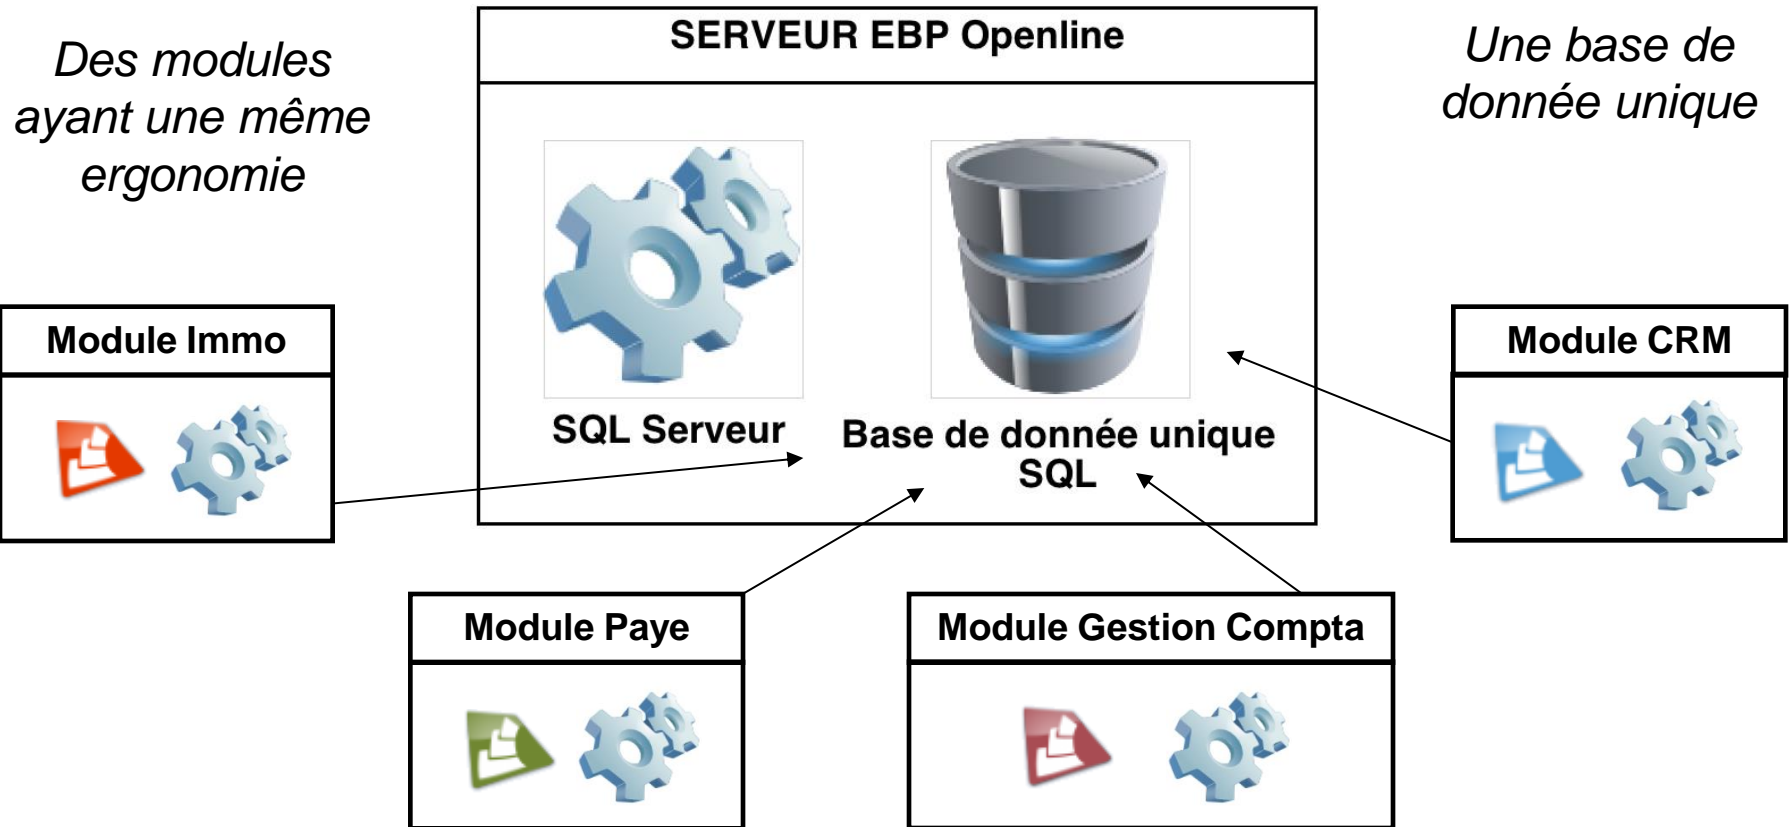 SERVEUR EBP Openline
Des modules
ayant une même
ergonomie
Une base de
donnée unique
SQL Serveur
Base de donnée unique
SQL
Module Immo
Module CRM
Module Paye
Module Gestion Compta